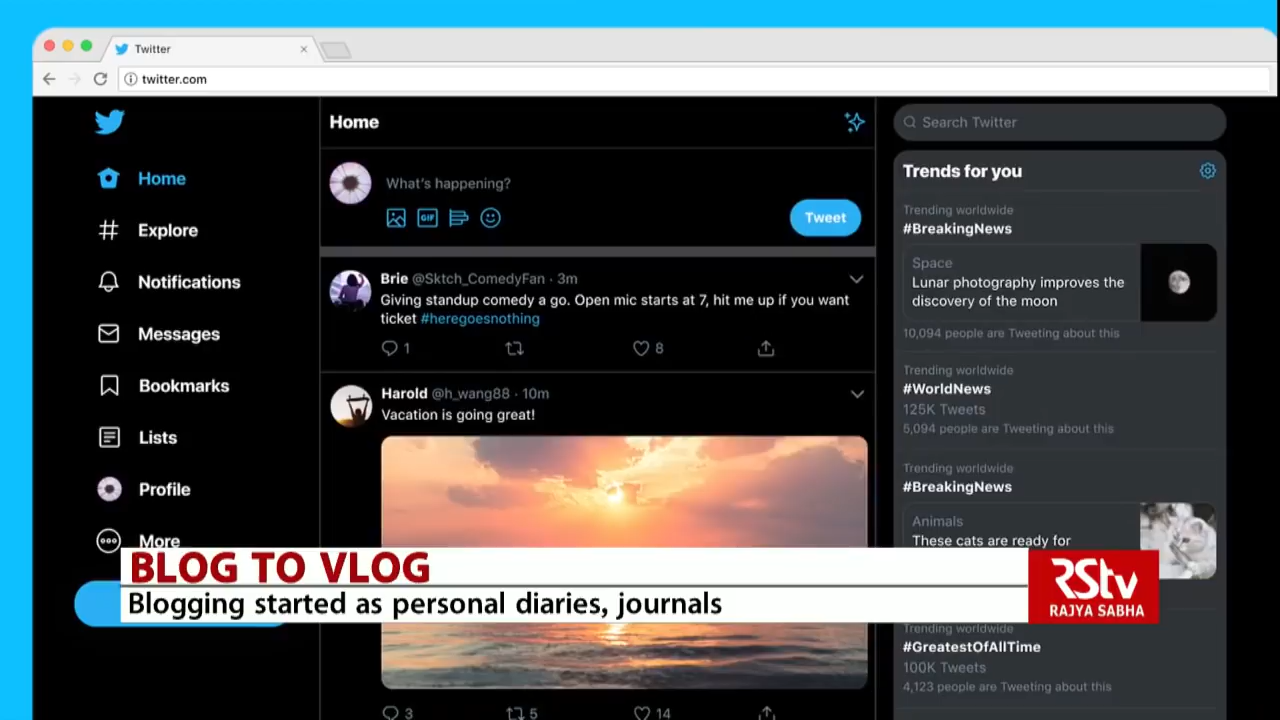 Twitter
twitter.com
Home
Explore
Notifications
Messages
Bookmarks
Lists
Profile
More
Home
What's happening?
GIF
Tweet
Brie @Sktch_ComedyFan · 3m
Giving standup comedy a go. Open mic starts at 7, hit me up if you want
ticket #heregoesnothing
1
8
Harold @h_wang88 · 10m
Vacation is going great!
3
5
14
Search Twitter
Trends for you
Trending worldwide
#BreakingNews
Space
Lunar photography improves the
discovery of the moon
10,094 people are Tweeting about this
Trending worldwide
#WorldNews
125K Tweets
5,094 people are Tweeting about this
Trending worldwide
#BreakingNews
Animals
These cats are ready for
Trending worldwide
#GreatestOfAllTime
100K Tweets
4,123 people are Tweeting about this
BLOG TO VLOG
Blogging started as personal diaries, journals
RStv
RAJYA SABHA